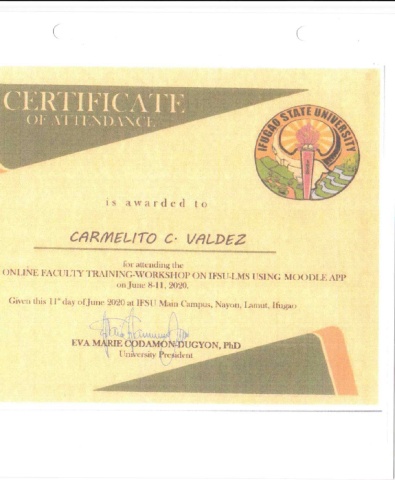 CERTIFICATE
OF ATTENDANCE
IFUGAO STATE UNIVERSITY
is awarded to
CARMELITO C. VALDEZ
for attending the
ONLINE FACULTY TRAINING-WORKSHOP ON IFSU-LMS USING MOODLE APP
on June 8-11, 2020.
Given this 11th day of June 2020 at IFSU Main Campus, Nayon, Lamut, Ifugao
EVA MARIE CODAMON-DUGYON, PhD
University President